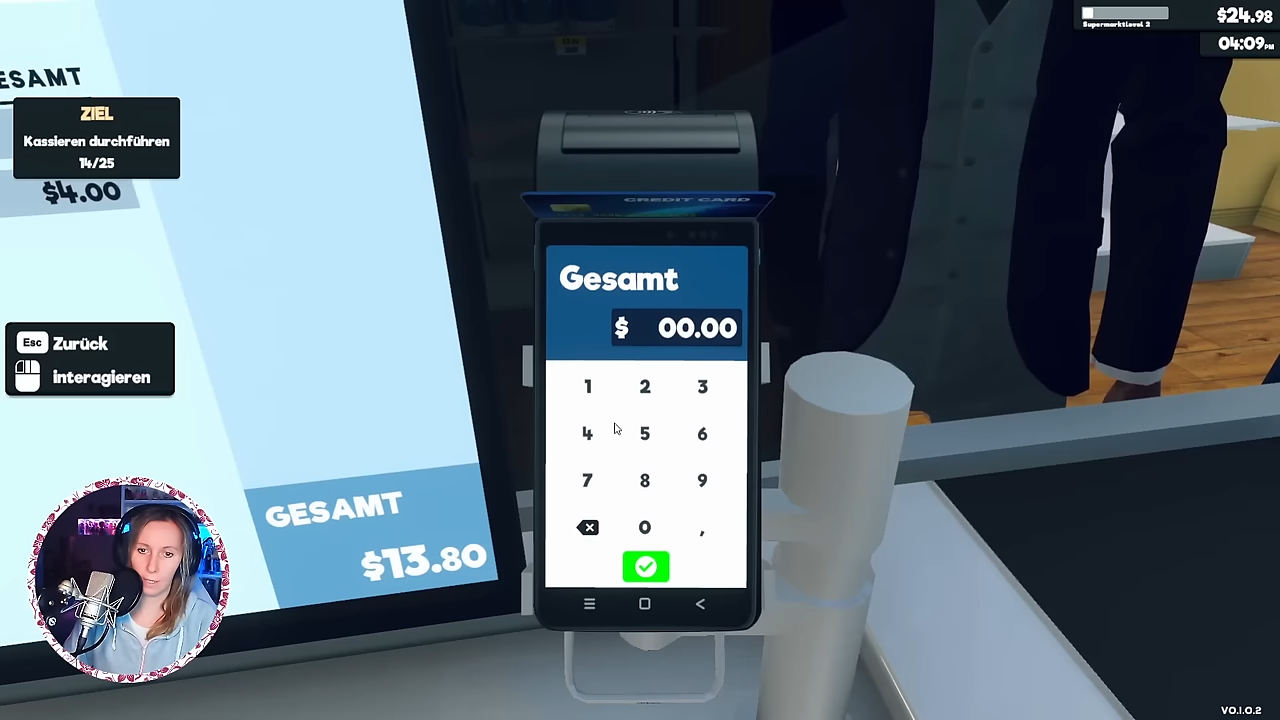 ESAMT
ZIEL
Kassieren durchführen
14/25
$4.00
Esc Zurück
interagieren
GESAMT
$13.80
CREDIT CARD
Gesamt
$ 00.00
1 2 3
4 5 6
7 8 9
0 ,
$24.98
Supermarktlevel 2
04:09PM
V0.1.0.2